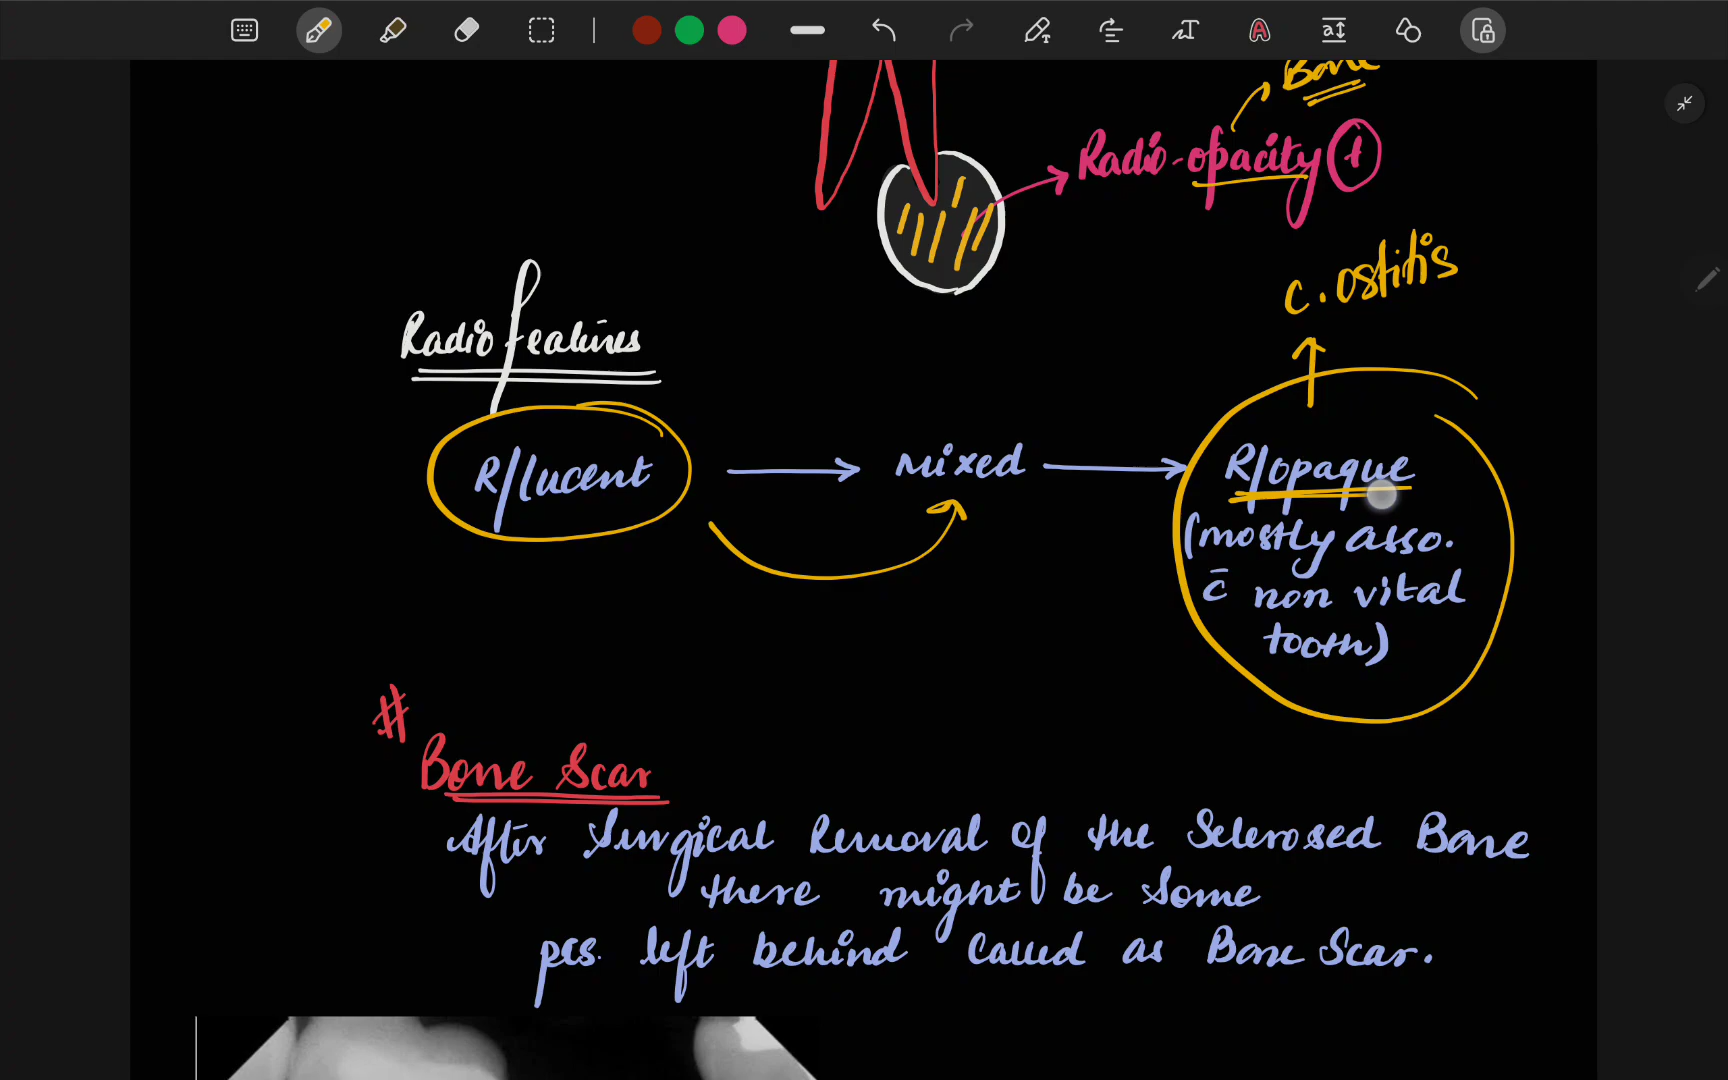 Bone
Radio-opacity (+)
c. ostitis
Radio features
R/lucent → mixed → R/opaque
(mostly asso.
c̄ non vital
tooth)
#
Bone Scar
After Surgical Removal of the Sclerosed Bone
there might be some
pcs. left behind called as Bone Scar.